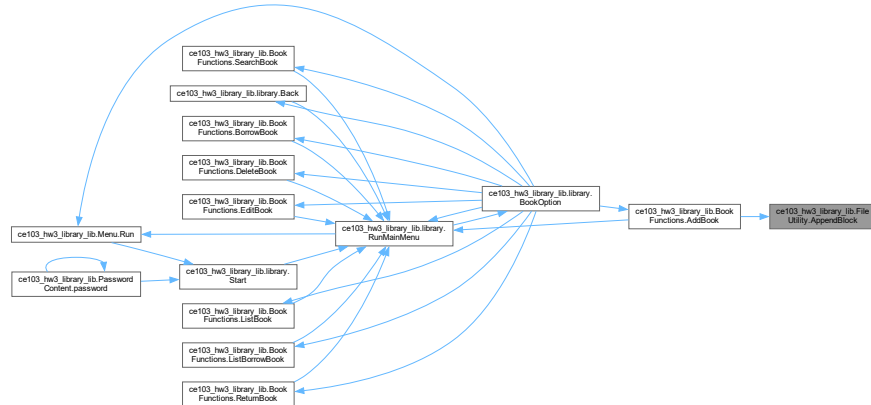 ce103_hw3_library_lib.Book
Functions.SearchBook
ce103_hw3_library_lib.library.Back
ce103_hw3_library_lib.Book
Functions.BorrowBook
ce103_hw3_library_lib.Book
Functions.DeleteBook
ce103_hw3_library_lib.Book
Functions.EditBook
ce103_hw3_library_lib.Menu.Run
ce103_hw3_library_lib.Password
Content.password
ce103_hw3_library_lib.library.
Start
ce103_hw3_library_lib.Book
Functions.ListBook
ce103_hw3_library_lib.Book
Functions.ListBorrowBook
ce103_hw3_library_lib.Book
Functions.ReturnBook
ce103_hw3_library_lib.library.
RunMainMenu
ce103_hw3_library_lib.library.
BookOption
ce103_hw3_library_lib.Book
Functions.AddBook
ce103_hw3_library_lib.File
Utility.AppendBlock